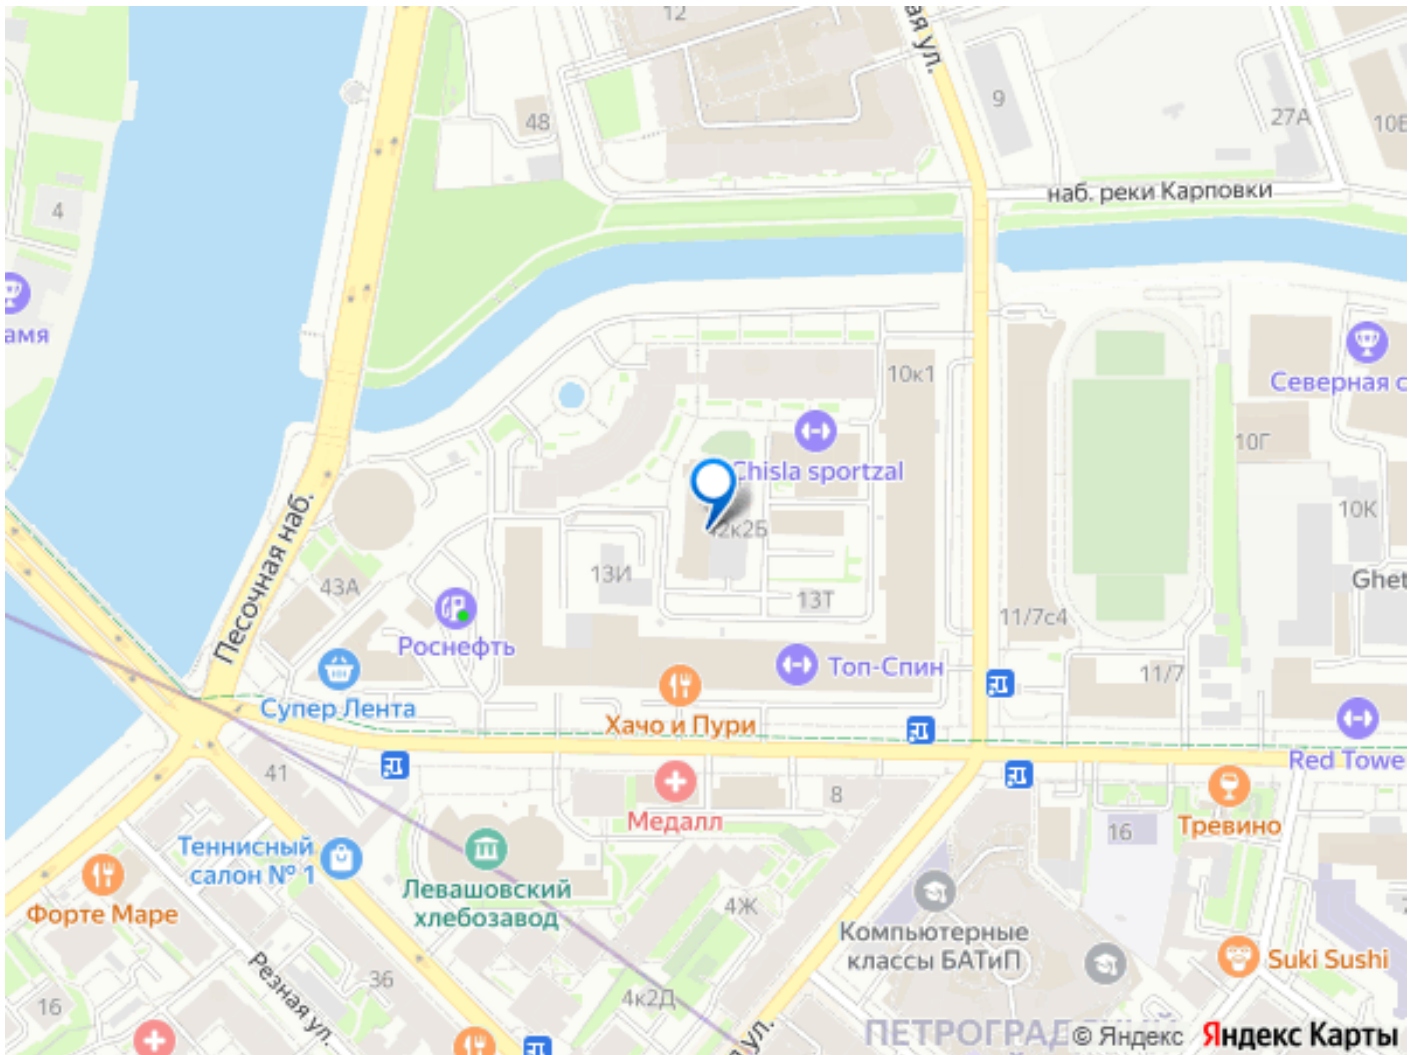 12
ая ул.
9
27А
10В
48
наб. реки Карповки
4
амя
10к1
Северная с
Chisla sportzal
10Г
10К
42к2Б
Песочная наб.
43А
13И
13Т
Ghet
11/7с4
Роснефть
Топ-Спин
11/7
Супер Лента
Хачо и Пури
Red Towe
41
Медалл
8
16
Тревино
Теннисный
салон № 1
Левашовский
хлебозавод
Форте Маре
4Ж
Компьютерные
классы БАТиП
Suki Sushi
Резная ул.
36
16
4к2Д
ая ул.
ПЕТРОГРАД
© Яндекс Яндекс Карты